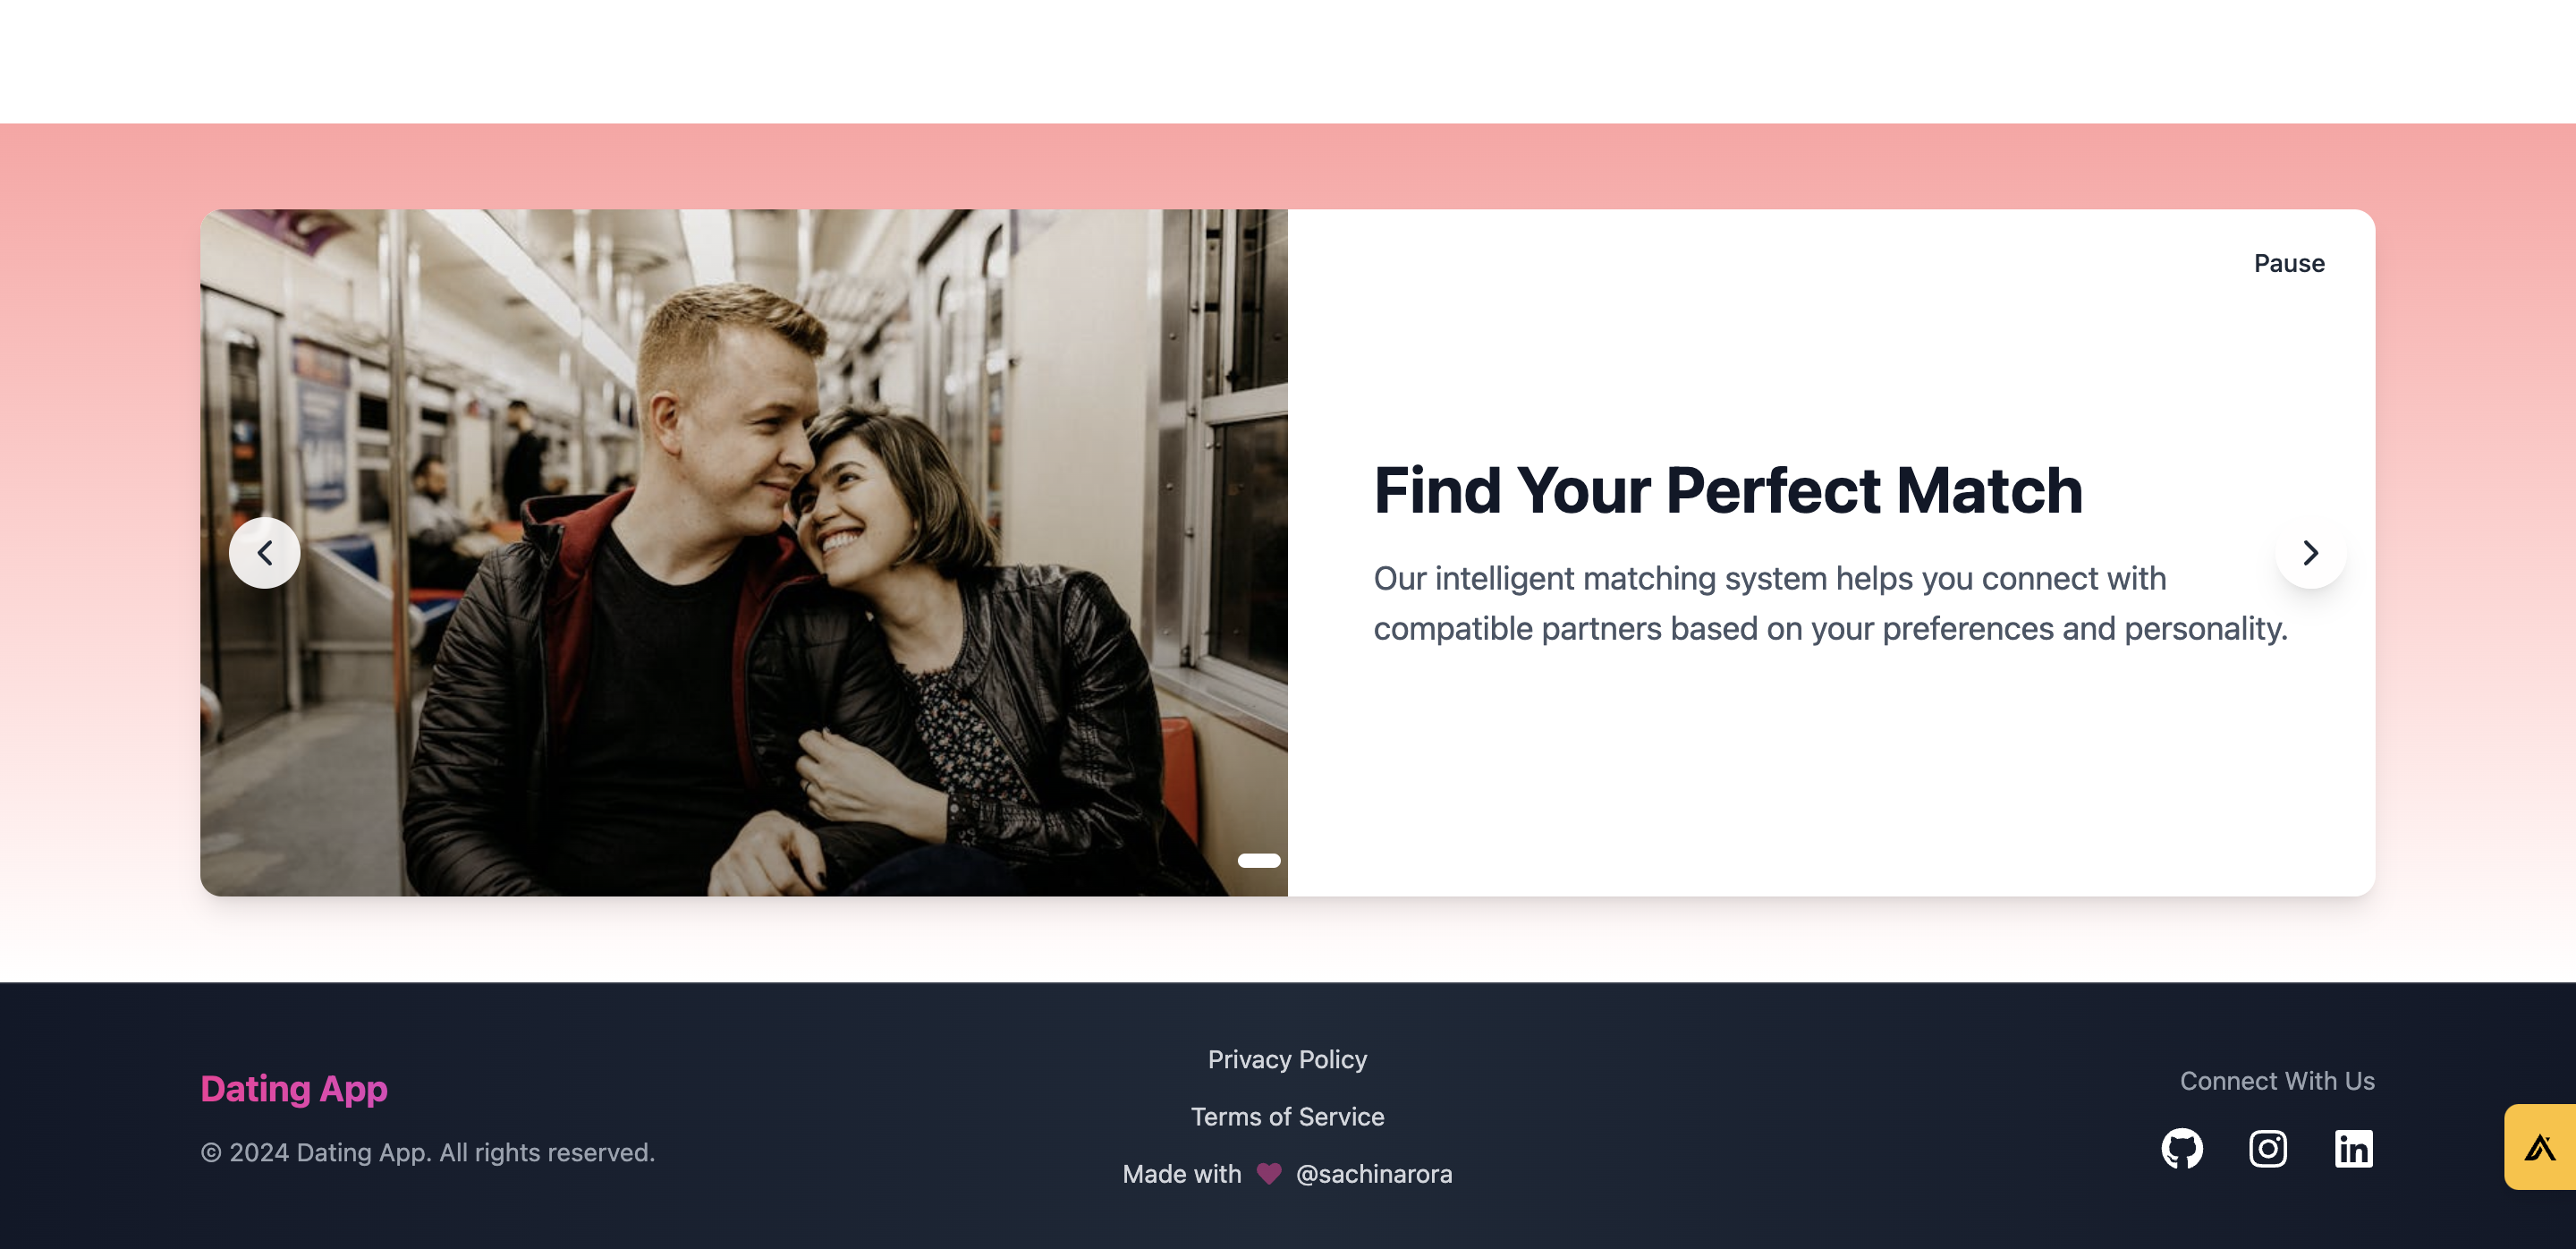 Pause
Find Your Perfect Match
Our intelligent matching system helps you connect with
compatible partners based on your preferences and personality.
Dating App
© 2024 Dating App. All rights reserved.
Privacy Policy
Terms of Service
Made with @sachinarora
Connect With Us